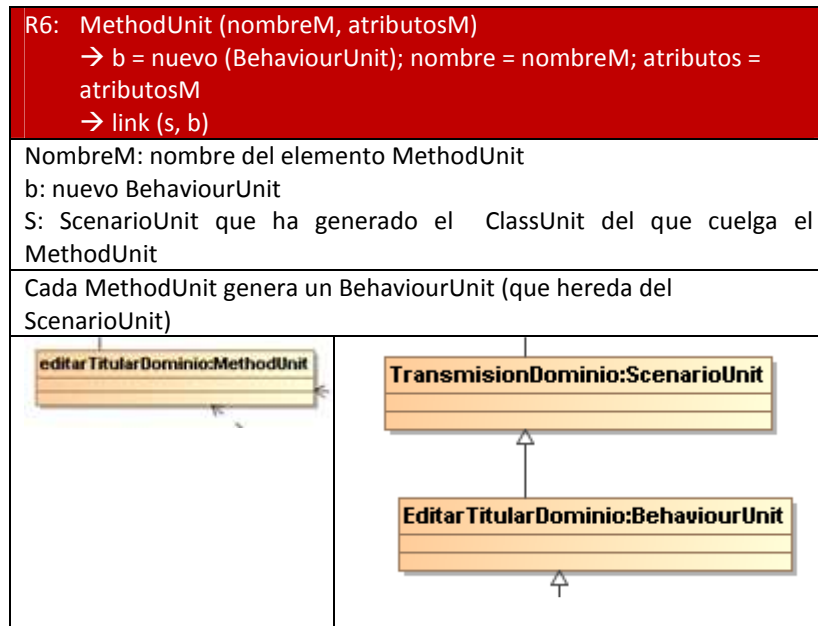 R6: MethodUnit (nombreM, atributosM)
→ b = nuevo (BehaviourUnit); nombre = nombreM; atributos =
atributosM
→ link (s, b)
NombreM: nombre del elemento MethodUnit
b: nuevo BehaviourUnit
S: ScenarioUnit que ha generado el ClassUnit del que cuelga el
MethodUnit
Cada MethodUnit genera un BehaviourUnit (que hereda del
ScenarioUnit)
editarTitularDominio:MethodUnit
TransmisionDominio:ScenarioUnit
EditarTitularDominio:BehaviourUnit